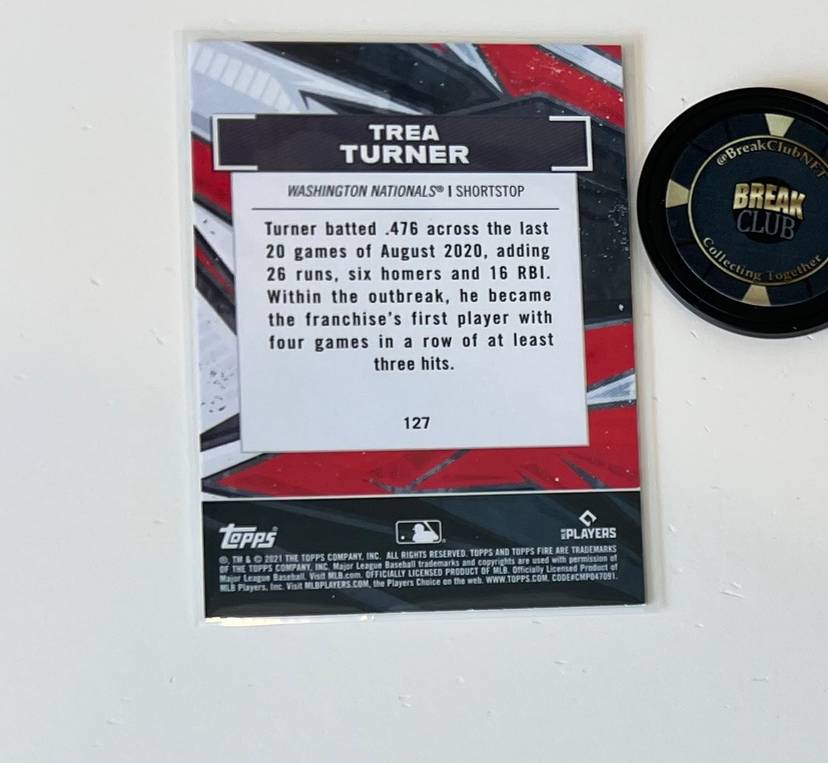 TREA
TURNER
WASHINGTON NATIONALS® | SHORTSTOP
Turner batted .476 across the last
20 games of August 2020, adding
26 runs, six homers and 16 RBI.
Within the outbreak, he became
the franchise's first player with
four games in a row of at least
three hits.
127
Topps®
MLB PLAYERS
®, TM & © 2021 THE TOPPS COMPANY, INC. ALL RIGHTS RESERVED. TOPPS AND TOPPS FIRE ARE TRADEMARKS
OF THE TOPPS COMPANY, INC. Major League Baseball trademarks and copyrights are used with permission of
Major League Baseball. Visit MLB.com. OFFICIALLY LICENSED PRODUCT OF MLB. Officially Licensed Product of
MLB Players, Inc. Visit MLBPLAYERS.COM, the Players Choice on the web. WWW.TOPPS.COM. CODE#CMP047091.
@BreakClubNFT
BREAK
CLUB
Collecting Together